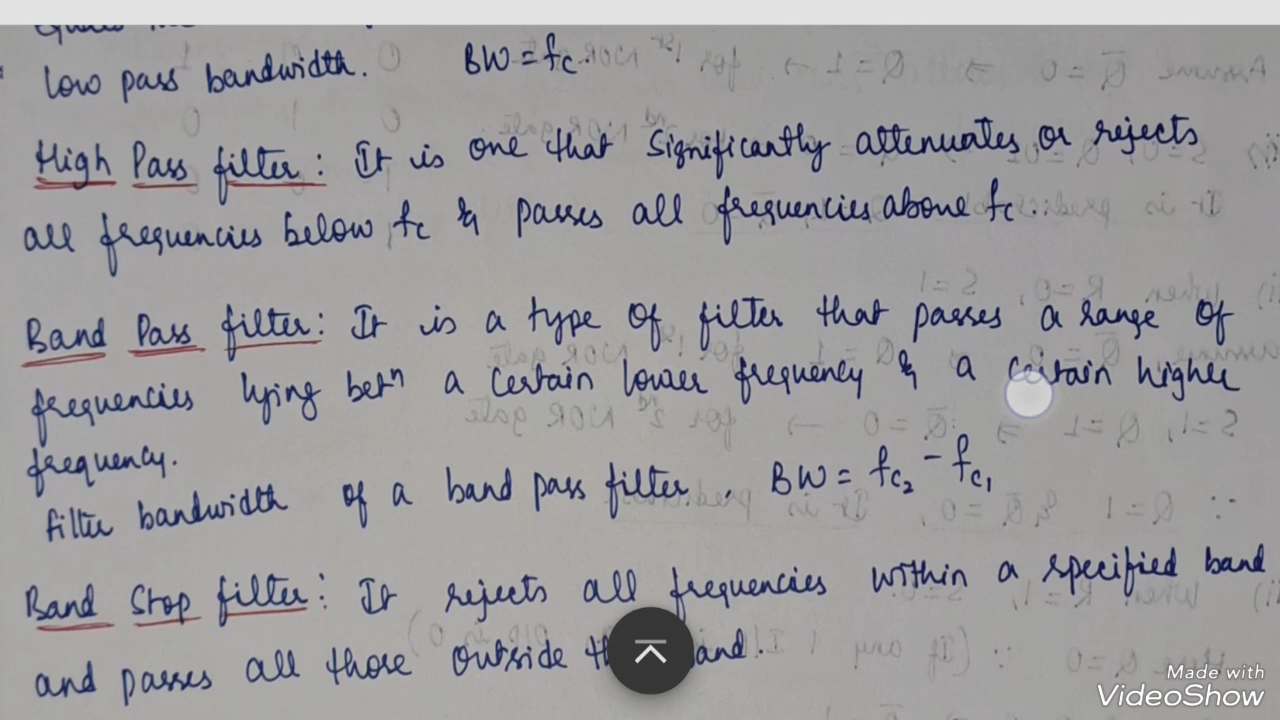 low pass bandwidth. BW = fc.
High Pass filter: It is one that significantly attenuates or rejects
all frequencies below fc & passes all frequencies above fc.
Band Pass filter: It is a type of filter that passes a range of
frequencies lying betn a certain lower frequency & a certain higher
frequency.
filter bandwidth of a band pass filter, BW = fc2 - fc1
Band Stop filter: It rejects all frequencies within a specified band
and passes all those outside the band.
Made with
VideoShow